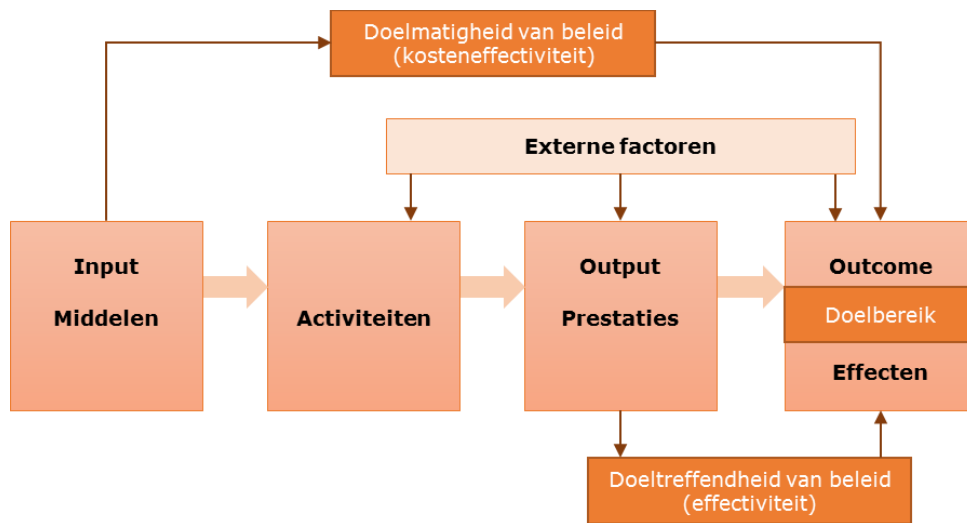 Doelmatigheid van beleid
(kosteneffectiviteit)
Externe factoren
Input
Middelen
Activiteiten
Output
Prestaties
Outcome
Doelbereik
Effecten
Doeltreffendheid van beleid
(effectiviteit)